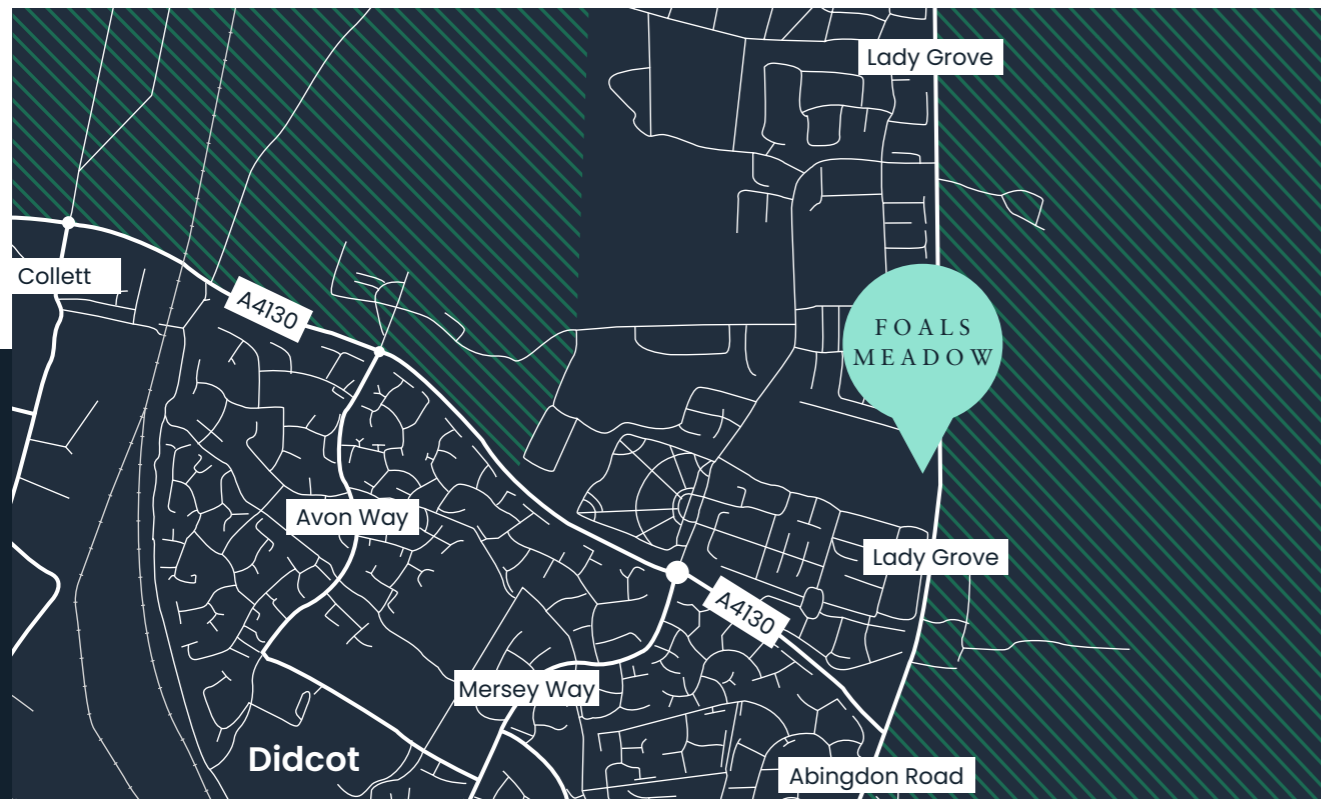 Lady Grove
Collett
A4130
FOALS
MEADOW
Avon Way
Lady Grove
A4130
Mersey Way
Didcot
Abingdon Road